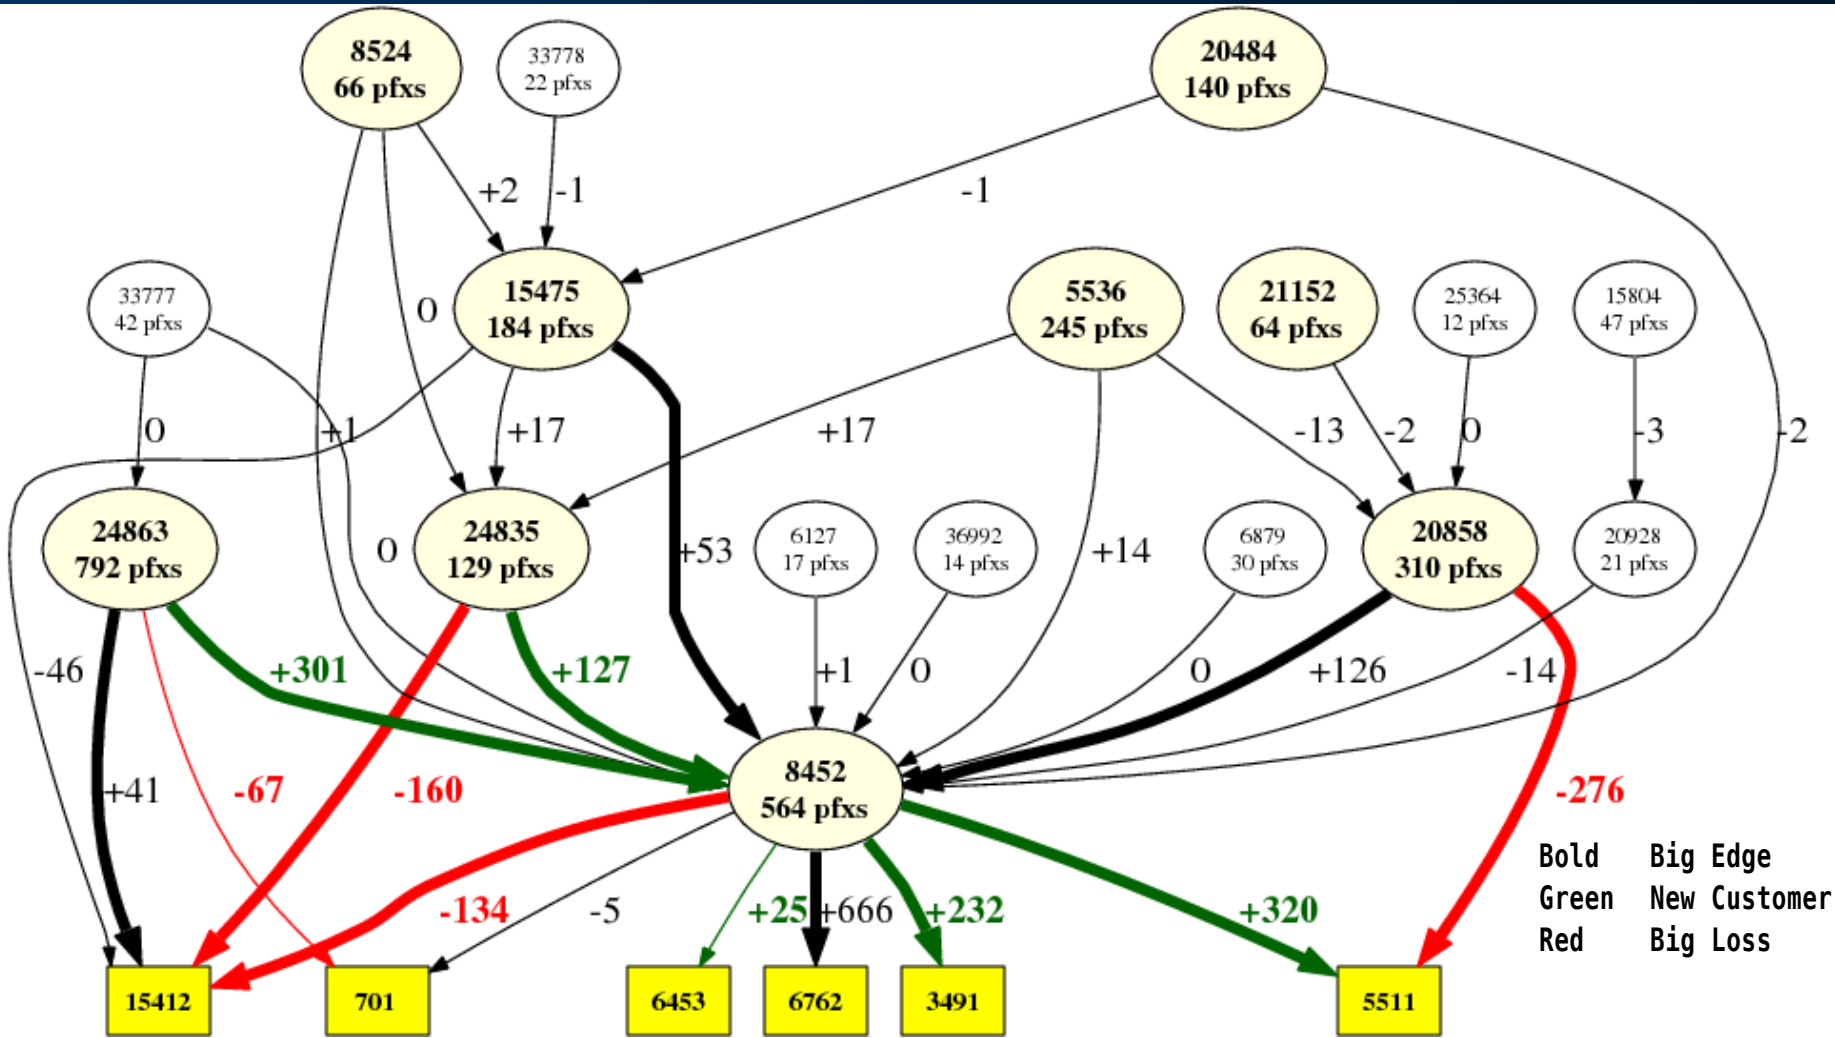 8524
66 pfxs
33778
22 pfxs
20484
140 pfxs
+2
-1
-1
33777
42 pfxs
0
15475
184 pfxs
5536
245 pfxs
21152
64 pfxs
25364
12 pfxs
15804
47 pfxs
0
+1
+17
+17
-13
-2
0
-3
-2
24863
792 pfxs
0
24835
129 pfxs
+53
6127
17 pfxs
36992
14 pfxs
+14
6879
30 pfxs
20858
310 pfxs
20928
21 pfxs
-46
+301
+127
+1
0
0
+126
-14
+41
-67
-160
8452
564 pfxs
-276
-134
-5
+25
+666
+232
+320
Bold Big Edge
Green New Customer
Red Big Loss
15412
701
6453
6762
3491
5511